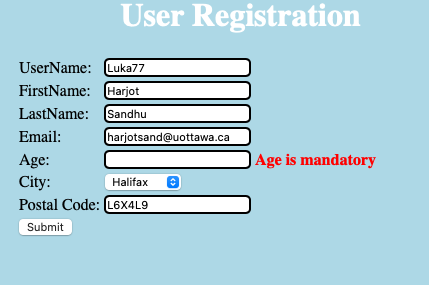 User Registration
UserName: Luka77
FirstName: Harjot
LastName: Sandhu
Email: harjotsand@uottawa.ca
Age: Age is mandatory
City: Halifax
Postal Code: L6X4L9
Submit